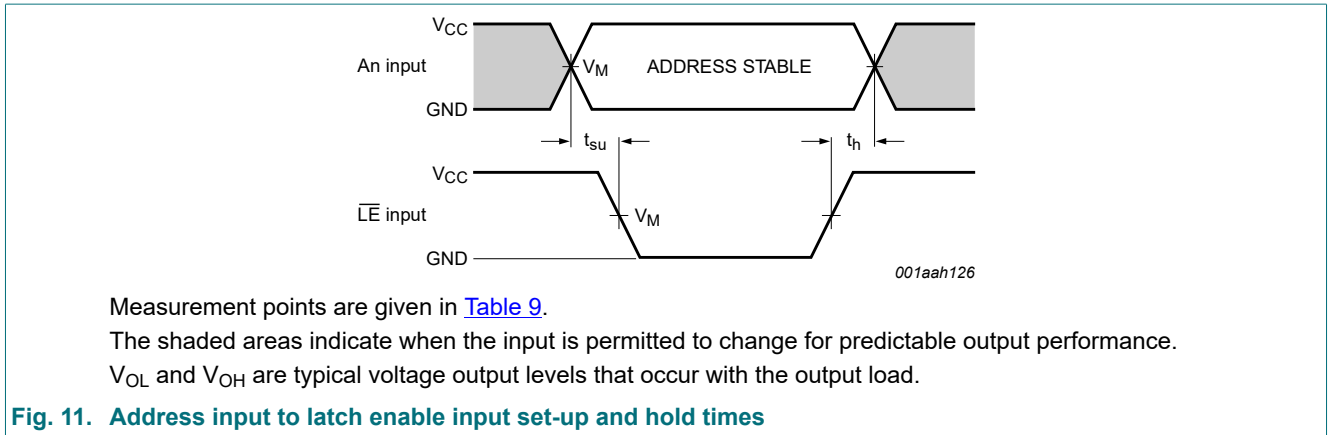 VCC
An input
VM
ADDRESS STABLE
GND
tsu
th
VCC
LE input
VM
GND
001aah126
Measurement points are given in Table 9.
The shaded areas indicate when the input is permitted to change for predictable output performance.
VOL and VOH are typical voltage output levels that occur with the output load.
Fig. 11. Address input to latch enable input set-up and hold times